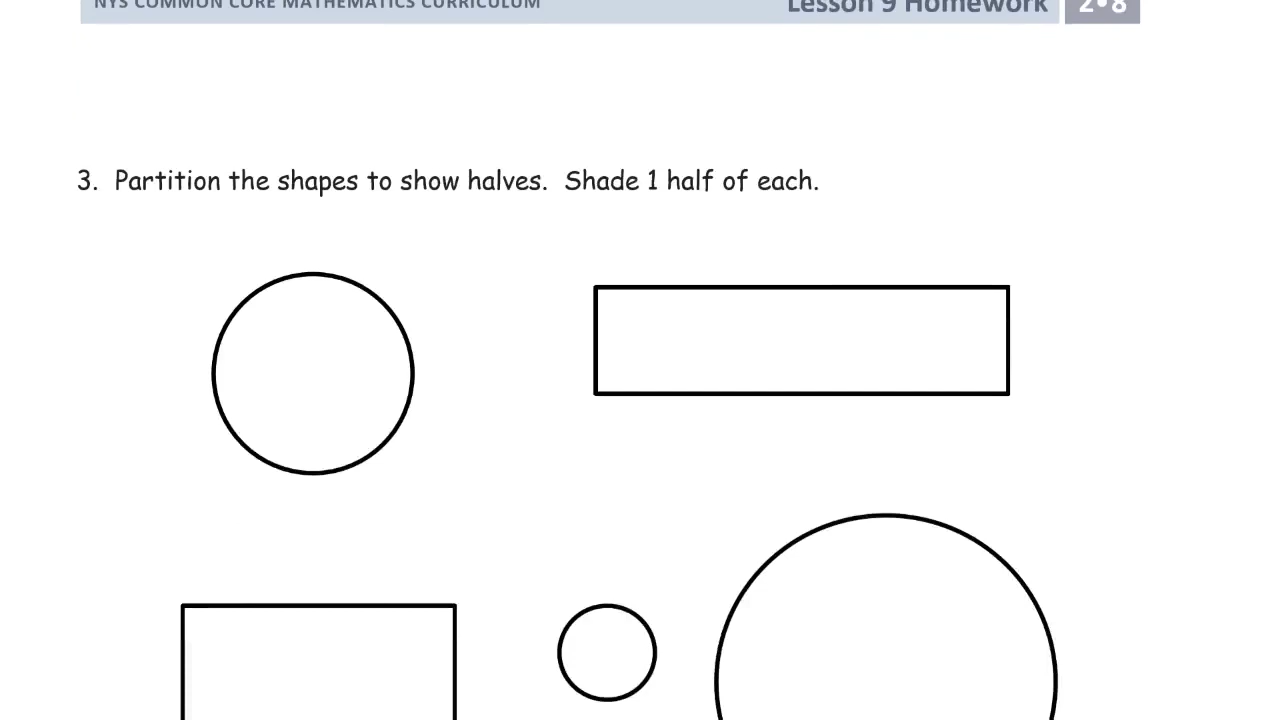 NYS COMMON CORE MATHEMATICS CURRICULUM Lesson 9 Homework 2•8
3. Partition the shapes to show halves. Shade 1 half of each.